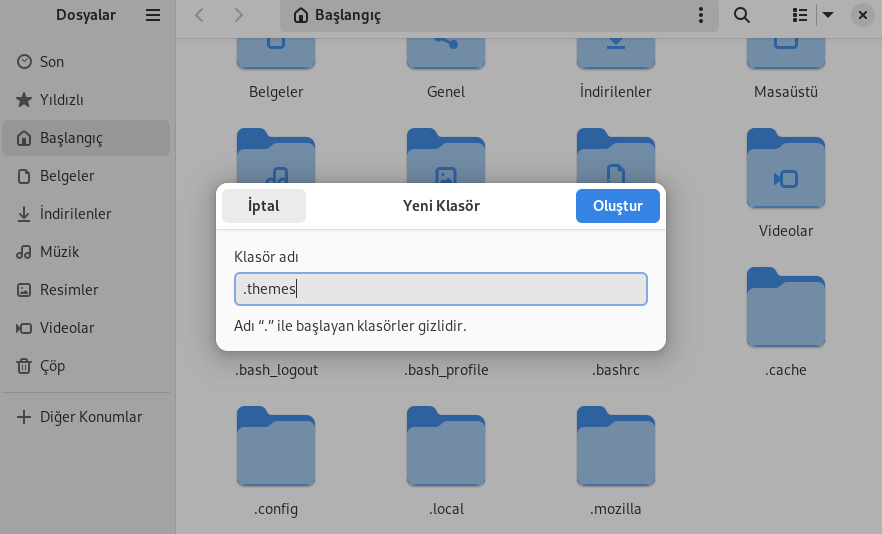 Dosyalar
Başlangıç
Son
Yıldızlı
Başlangıç
Belgeler
İndirilenler
Müzik
Resimler
Videolar
Çöp
Diğer Konumlar
Belgeler Genel İndirilenler Masaüstü
İptal Yeni Klasör Oluştur
Klasör adı
.themes
Adı “.” ile başlayan klasörler gizlidir.
Videolar
.bash_logout .bash_profile .bashrc .cache
.config .local .mozilla